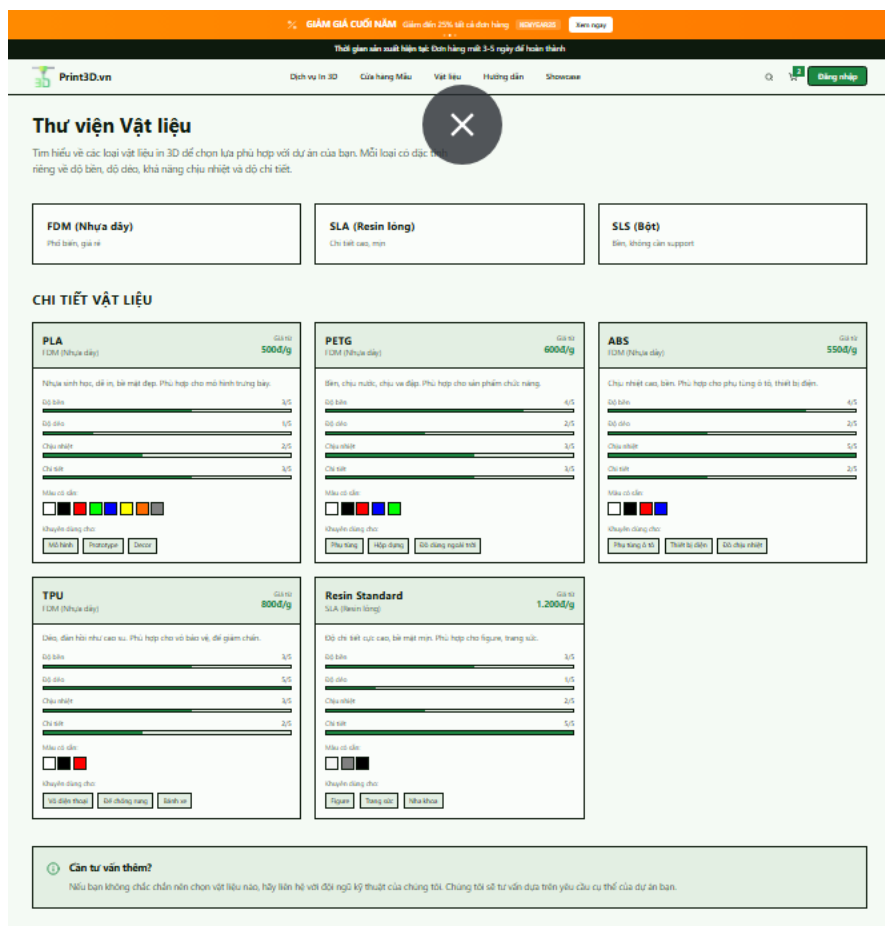 GIẢM GIÁ CUỐI NĂM Giảm đến 25% tất cả đơn hàng Xem ngay
Thời gian sản xuất hiện tại: Đơn hàng mất 3-5 ngày để hoàn thành
3D Print3D.vn Dịch vụ In 3D Cửa hàng Mẫu Vật liệu Hướng dẫn Showcase 2 Đăng nhập
Thư viện Vật liệu
Tìm hiểu về các loại vật liệu in 3D để chọn lựa phù hợp với dự án của bạn. Mỗi loại có đặc tính
riêng về độ bền, độ dẻo, khả năng chịu nhiệt và độ chi tiết.
FDM (Nhựa dây)
Phổ biến, giá rẻ
SLA (Resin lỏng)
Chi tiết cao, mịn
SLS (Bột)
Bền, không cần support
CHI TIẾT VẬT LIỆU
PLA
FDM (Nhựa dây)
Giá từ
500đ/g
Nhựa sinh học, dễ in, bề mặt đẹp. Phù hợp cho mô hình trưng bày.
Độ bền 3/5
Độ dẻo 1/5
Chịu nhiệt 2/5
Chi tiết 3/5
Màu có sẵn:
Khuyên dùng cho:
Mô hình Prototype Decor
PETG
FDM (Nhựa dây)
Giá từ
600đ/g
Bền, chịu nước, chịu va đập. Phù hợp cho sản phẩm chức năng.
Độ bền 4/5
Độ dẻo 2/5
Chịu nhiệt 3/5
Chi tiết 3/5
Màu có sẵn:
Khuyên dùng cho:
Phụ tùng Hộp đựng Đồ dùng ngoài trời
ABS
FDM (Nhựa dây)
Giá từ
550đ/g
Chịu nhiệt cao, bền. Phù hợp cho phụ tùng ô tô, thiết bị điện.
Độ bền 4/5
Độ dẻo 2/5
Chịu nhiệt 5/5
Chi tiết 2/5
Màu có sẵn:
Khuyên dùng cho:
Phụ tùng ô tô Thiết bị điện Đồ chịu nhiệt
TPU
FDM (Nhựa dây)
Giá từ
800đ/g
Dẻo, đàn hồi như cao su. Phù hợp cho vỏ bảo vệ, đế giảm chấn.
Độ bền 3/5
Độ dẻo 5/5
Chịu nhiệt 3/5
Chi tiết 2/5
Màu có sẵn:
Khuyên dùng cho:
Vỏ điện thoại Đế chống rung Bánh xe
Resin Standard
SLA (Resin lỏng)
Giá từ
1.200đ/g
Độ chi tiết cực cao, bề mặt mịn. Phù hợp cho figure, trang sức.
Độ bền 3/5
Độ dẻo 1/5
Chịu nhiệt 2/5
Chi tiết 5/5
Màu có sẵn:
Khuyên dùng cho:
Figure Trang sức Nha khoa
Cần tư vấn thêm?
Nếu bạn không chắc chắn nên chọn vật liệu nào, hãy liên hệ với đội ngũ kỹ thuật của chúng tôi. Chúng tôi sẽ tư vấn dựa trên yêu cầu cụ thể của dự án bạn.